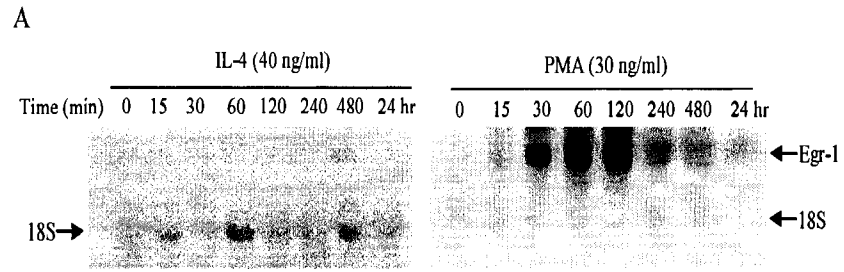 A
IL-4 (40 ng/ml)
PMA (30 ng/ml)
Time (min) 0 15 30 60 120 240 480 24 hr
0 15 30 60 120 240 480 24 hr
Egr-1
18S
18S